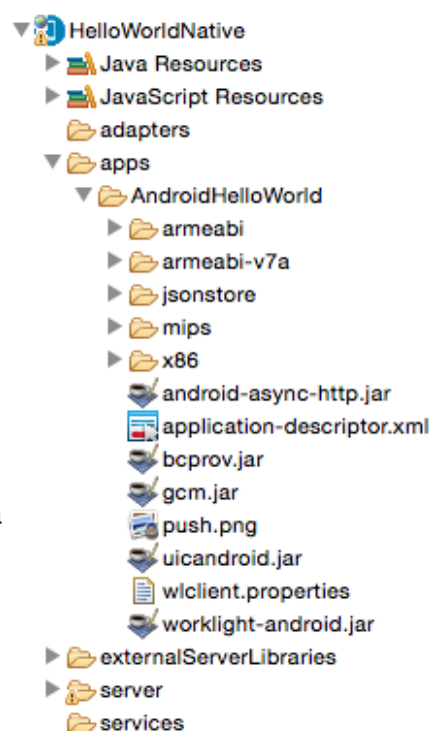 HelloWorldNative
Java Resources
JavaScript Resources
adapters
apps
AndroidHelloWorld
armeabi
armeabi-v7a
jsonstore
mips
x86
android-async-http.jar
application-descriptor.xml
bcprov.jar
gcm.jar
push.png
uicandroid.jar
wlclient.properties
worklight-android.jar
externalServerLibraries
server
services